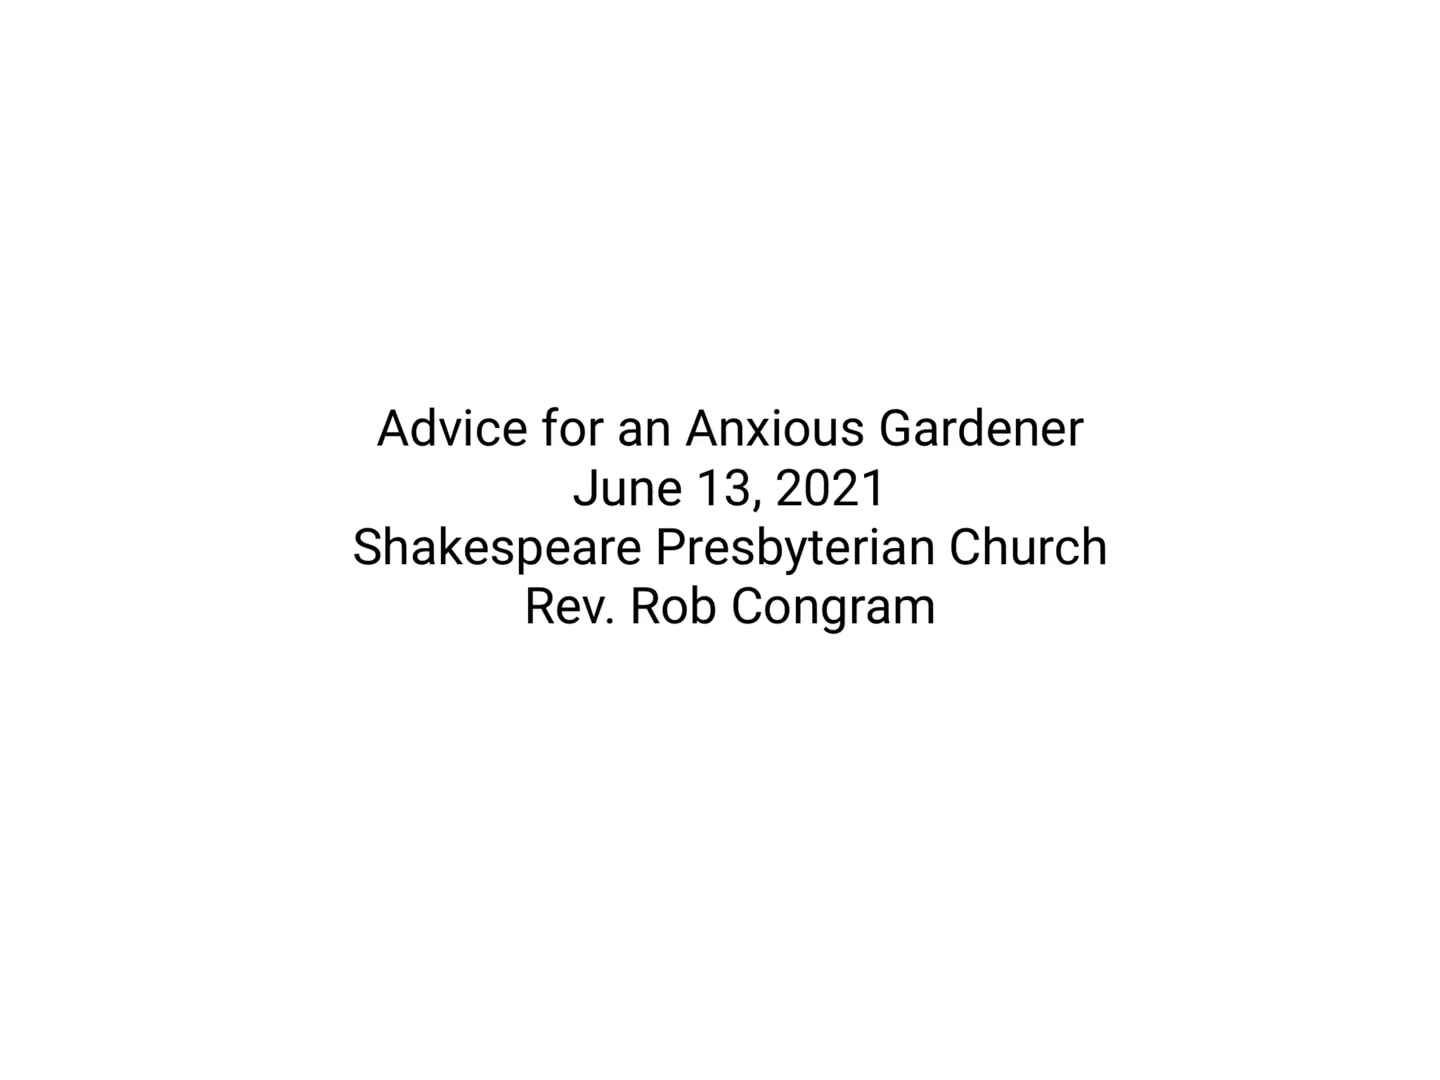 Advice for an Anxious Gardener
June 13, 2021
Shakespeare Presbyterian Church
Rev. Rob Congram